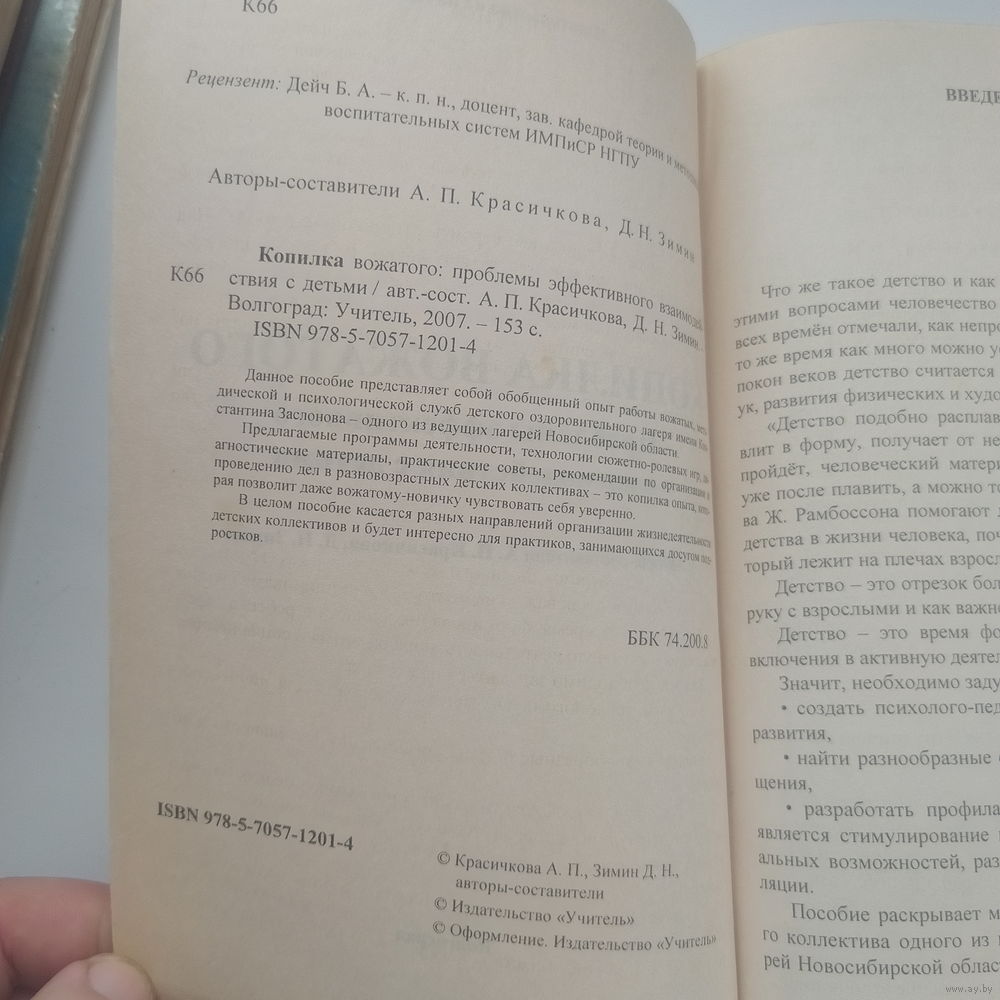 К66
Рецензент: Дейч Б. А. – к. п. н., доцент, зав. кафедрой теории и
воспитательных систем ИМПиСР НГПУ
Авторы-составители А. П. Красичкова, Д. Н. Зимин
К66
Копилка вожатого: проблемы эффективного взаимодей-
ствия с детьми / авт.-сост. А. П. Красичкова, Д. Н. Зимин. –
Волгоград: Учитель, 2007. – 153 с.
ISBN 978-5-7057-1201-4
Данное пособие представляет собой обобщенный опыт работы вожатых,
дической и психологической служб детского оздоровительного лагеря имени Кон-
стантина Заслонова – одного из ведущих лагерей Новосибирской области.
Предлагаемые программы деятельности, технологии сюжетно-ролевых игр, ди-
агностические материалы, практические советы, рекомендации по организации и
проведению дел в разновозрастных детских коллективах – это копилка опыта, кото-
рая позволит даже вожатому-новичку чувствовать себя уверенно.
В целом пособие касается разных направлений организации жизнедеятельности
детских коллективов и будет интересно для практиков, занимающихся досугом под-
ростков.
ББК 74.200.8
ISBN 978-5-7057-1201-4
© Красичкова А. П., Зимин Д. Н.,
авторы-составители
© Издательство «Учитель»
© Оформление. Издательство «Учитель»
ВВЕДЕ
Что же такое детство и как
этими вопросами человечество
всех времён отмечали, как непро
то же время как много можно ус
покон веков детство считается
ук, развития физических и худо
«Детство подобно расплав
влит в форму, получает от не
пройдёт, человеческий матери
уже после плавить, а можно то
ва Ж. Рамбоссона помогают
детства в жизни человека, поч
торый лежит на плечах взросл
Детство – это отрезок бол
руку с взрослыми и как важн
Детство – это время фо
включения в активную деятел
Значит, необходимо заду
• создать психолого-пед
развития,
• найти разнообразные
щения,
• разработать профила
является стимулирование
альных возможностей, раз
ляции.
Пособие раскрывает м
го коллектива одного из
рей Новосибирской облас
www.ay.by